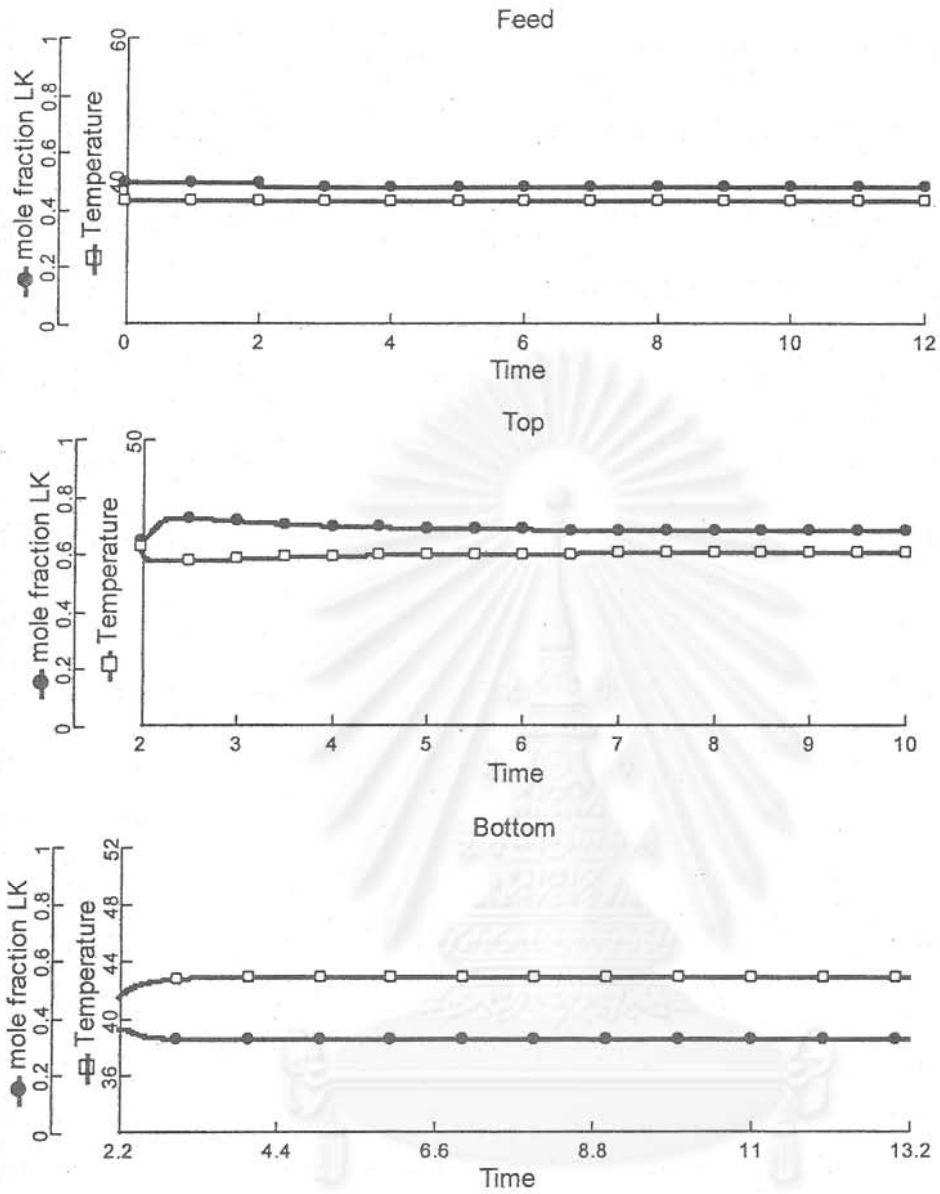 Feed
mole fraction LK
0 0.2 0.4 0.6 0.8 1
Temperature
40 60
0 2 4 6 8 10 12
Time
Top
mole fraction LK
0 0.2 0.4 0.6 0.8 1
Temperature
50
2 3 4 5 6 7 8 9 10
Time
Bottom
mole fraction LK
0 0.2 0.4 0.6 0.8 1
Temperature
36 40 44 48 52
2.2 4.4 6.6 8.8 11 13.2
Time